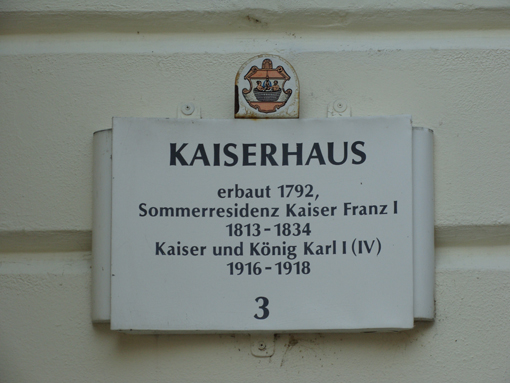 KAISERHAUS
erbaut 1792,
Sommerresidenz Kaiser Franz I
1813-1834
Kaiser und König Karl I (IV)
1916-1918
3